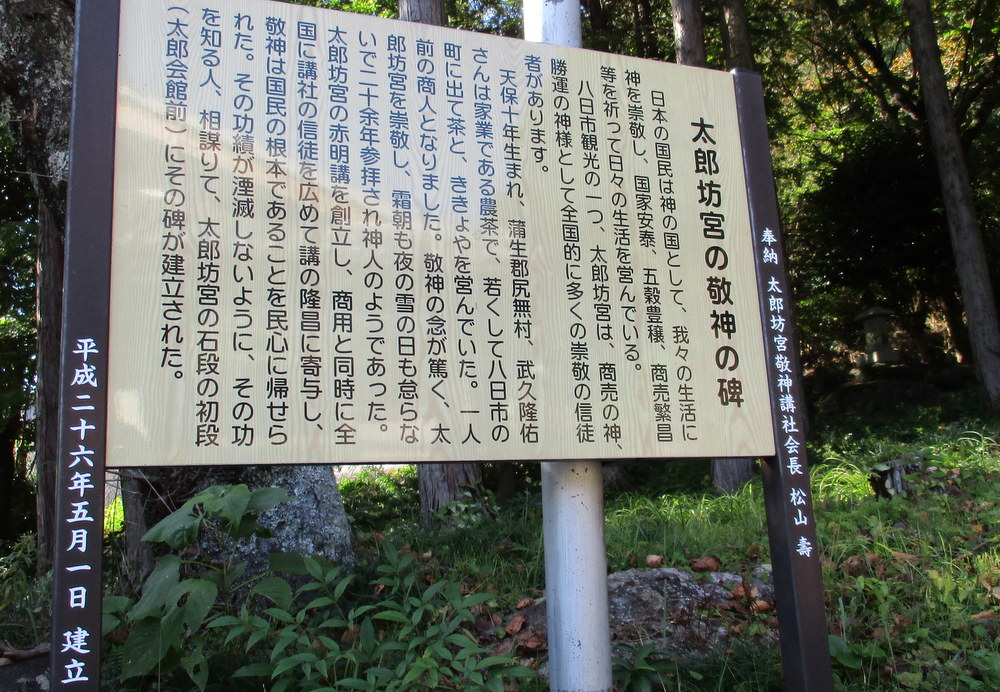 太郎坊宮の敬神の碑
日本の国民は神の国として、我々の生活に
神を崇敬し、国家安泰、五穀豊穣、商売繁昌
等を祈って日々の生活を営んでいる。
八日市観光の一つ、太郎坊宮は、商売の神、
勝運の神様として全国的に多くの崇敬の信徒
者があります。
天保十年生まれ、蒲生郡尻無村、武久隆佑
さんは家業である農茶で、若くして八日市の
町に出て茶と、ききょやを営んでいた。一人
前の商人となりました。敬神の念が篤く、太
郎坊宮を崇敬し、霜朝も夜の雪の日も怠らな
いで二十余年参拝され神人のようであった。
太郎坊宮の赤明講を創立し、商用と同時に全
国に講社の信徒を広めて講の隆昌に寄与し、
敬神は国民の根本であることを民心に帰せら
れた。その功績が湮滅しないように、その功
を知る人、相謀りて、太郎坊宮の石段の初段
（太郎会館前）にその碑が建立された。
奉納 太郎坊宮敬神講社会長 松山 壽
平成二十六年五月一日 建立